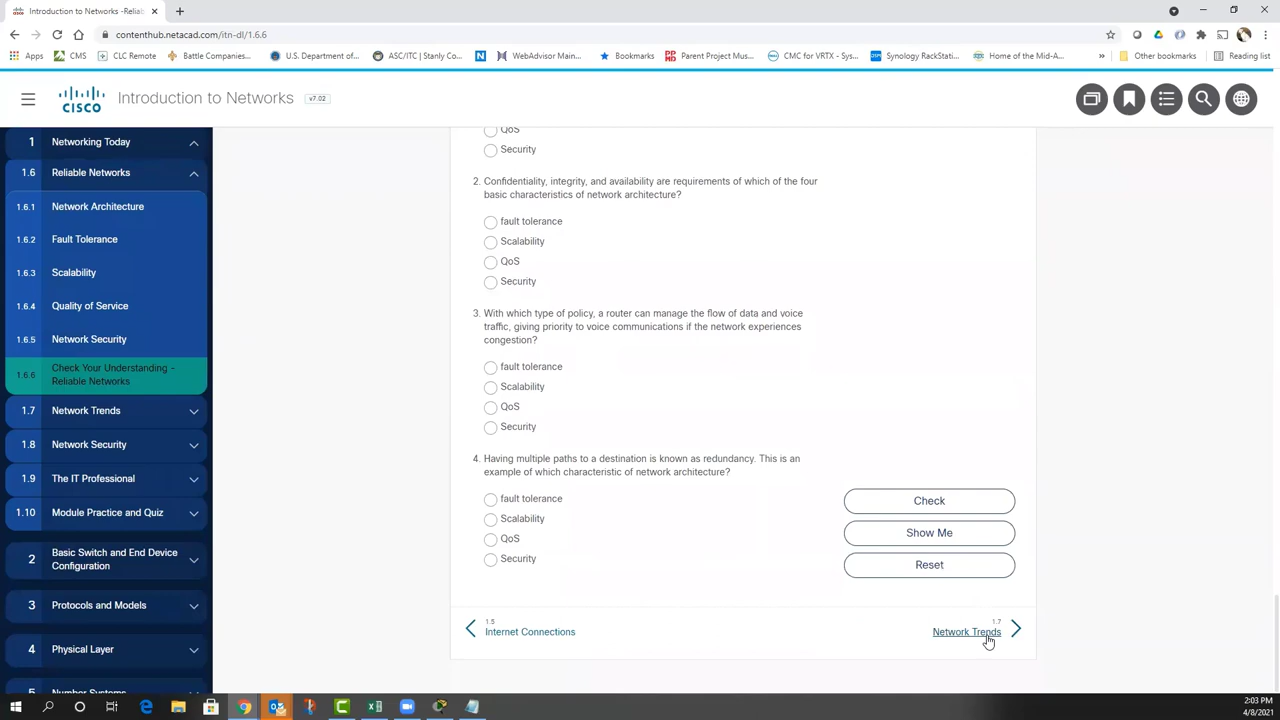 Introduction to Networks -Reliab
contenthub.netacad.com/itn-dl/1.6.6
Apps
CMS
CLC Remote
Battle Companies...
U.S. Department of...
ASC/ITC | Stanly Co...
N
WebAdvisor Main...
Bookmarks
Parent Project Mus...
CMC for VRTX - Sys...
Synology RackStati...
Home of the Mid-A...
»
Other bookmarks
Reading list
CISCO
Introduction to Networks
v7.02
1 Networking Today
1.6 Reliable Networks
1.6.1 Network Architecture
1.6.2 Fault Tolerance
1.6.3 Scalability
1.6.4 Quality of Service
1.6.5 Network Security
1.6.6 Check Your Understanding -
Reliable Networks
1.7 Network Trends
1.8 Network Security
1.9 The IT Professional
1.10 Module Practice and Quiz
2 Basic Switch and End Device
Configuration
3 Protocols and Models
4 Physical Layer
5 Number Systems
QoS
Security
2. Confidentiality, integrity, and availability are requirements of which of the four
basic characteristics of network architecture?
fault tolerance
Scalability
QoS
Security
3. With which type of policy, a router can manage the flow of data and voice
traffic, giving priority to voice communications if the network experiences
congestion?
fault tolerance
Scalability
QoS
Security
4. Having multiple paths to a destination is known as redundancy. This is an
example of which characteristic of network architecture?
fault tolerance
Scalability
QoS
Security
Check
Show Me
Reset
1.5
Internet Connections
1.7
Network Trends
2:03 PM
4/8/2021